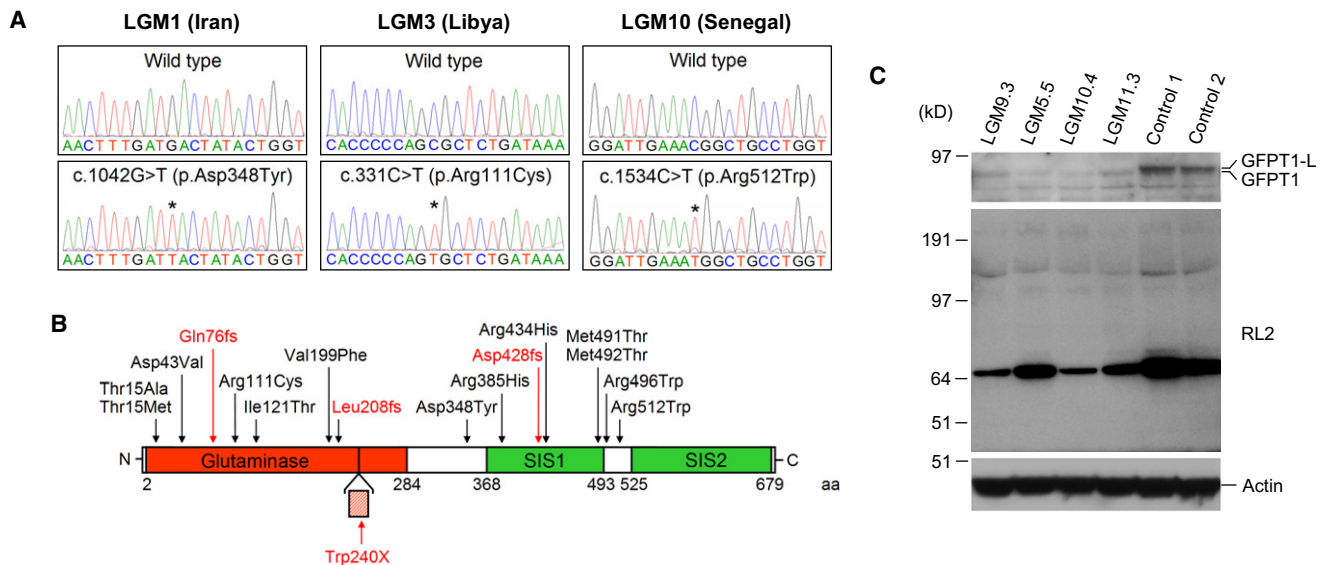 A
LGM1 (Iran)
LGM3 (Libya)
LGM10 (Senegal)
Wild type
Wild type
Wild type
AACTTTGATGACTATACTGGT
CACCCCCAGCGCTCTGATAAA
GGATTGAAACGGCTGCCTGGT
c.1042G>T (p.Asp348Tyr)
c.331C>T (p.Arg111Cys)
c.1534C>T (p.Arg512Trp)
*
*
*
AACTTTGATTACTATACTGGT
CACCCCCAGTGCTCTGATAAA
GGATTGAAATGGCTGCCTGGT
B
Thr15Ala
Thr15Met
Asp43Val
Gln76fs
Arg111Cys
Ile121Thr
Val199Phe
Leu208fs
Asp348Tyr
Arg385His
Asp428fs
Arg434His
Met491Thr
Met492Thr
Arg496Trp
Arg512Trp
N
Glutaminase
SIS1
SIS2
C
2
284
368
493
525
679
aa
Trp240X
C
(kD)
LGM9.3
LGM5.5
LGM10.4
LGM11.3
Control 1
Control 2
97
GFPT1-L
GFPT1
191
97
64
51
RL2
51
Actin